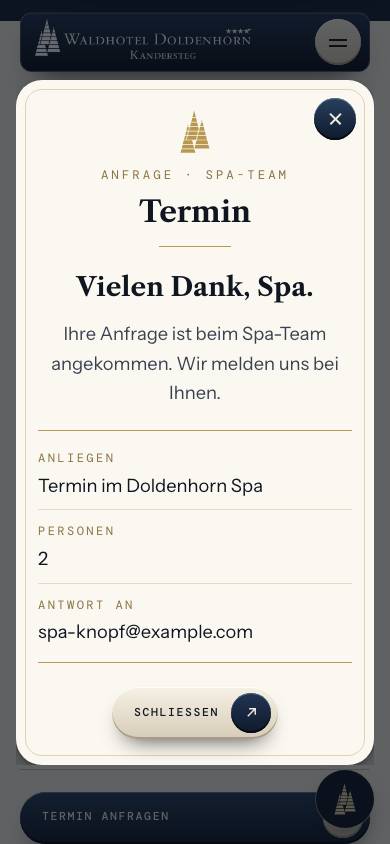 WALDHOTEL DOLDENHORN
KANDERSTEG
ANFRAGE · SPA-TEAM
Termin
Vielen Dank, Spa.
Ihre Anfrage ist beim Spa-Team
angekommen. Wir melden uns bei
Ihnen.
ANLIEGEN
Termin im Doldenhorn Spa
PERSONEN
2
ANTWORT AN
spa-knopf@example.com
SCHLIESSEN
TERMIN ANFRAGEN